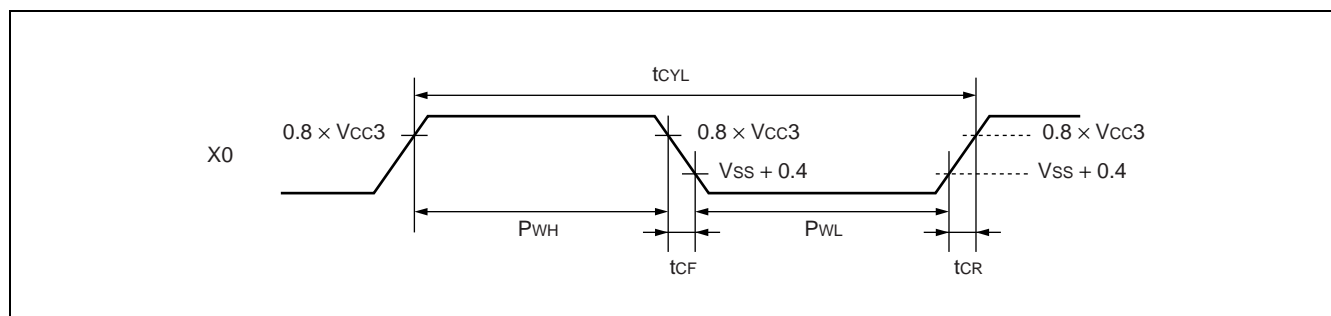 tCYL
0.8 × VCC3
0.8 × VCC3
0.8 × VCC3
X0
VSS + 0.4
VSS + 0.4
PWH
PWL
tCF
tCR